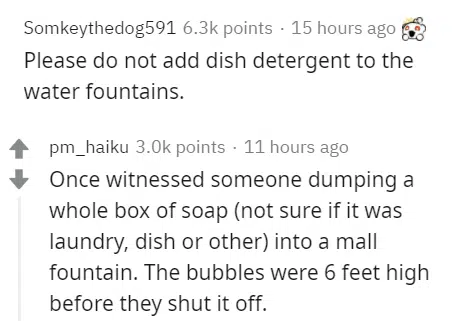 Somkeythedog591 6.3k points · 15 hours ago
Please do not add dish detergent to the
water fountains.
pm_haiku 3.0k points · 11 hours ago
Once witnessed someone dumping a
whole box of soap (not sure if it was
laundry, dish or other) into a mall
fountain. The bubbles were 6 feet high
before they shut it off.